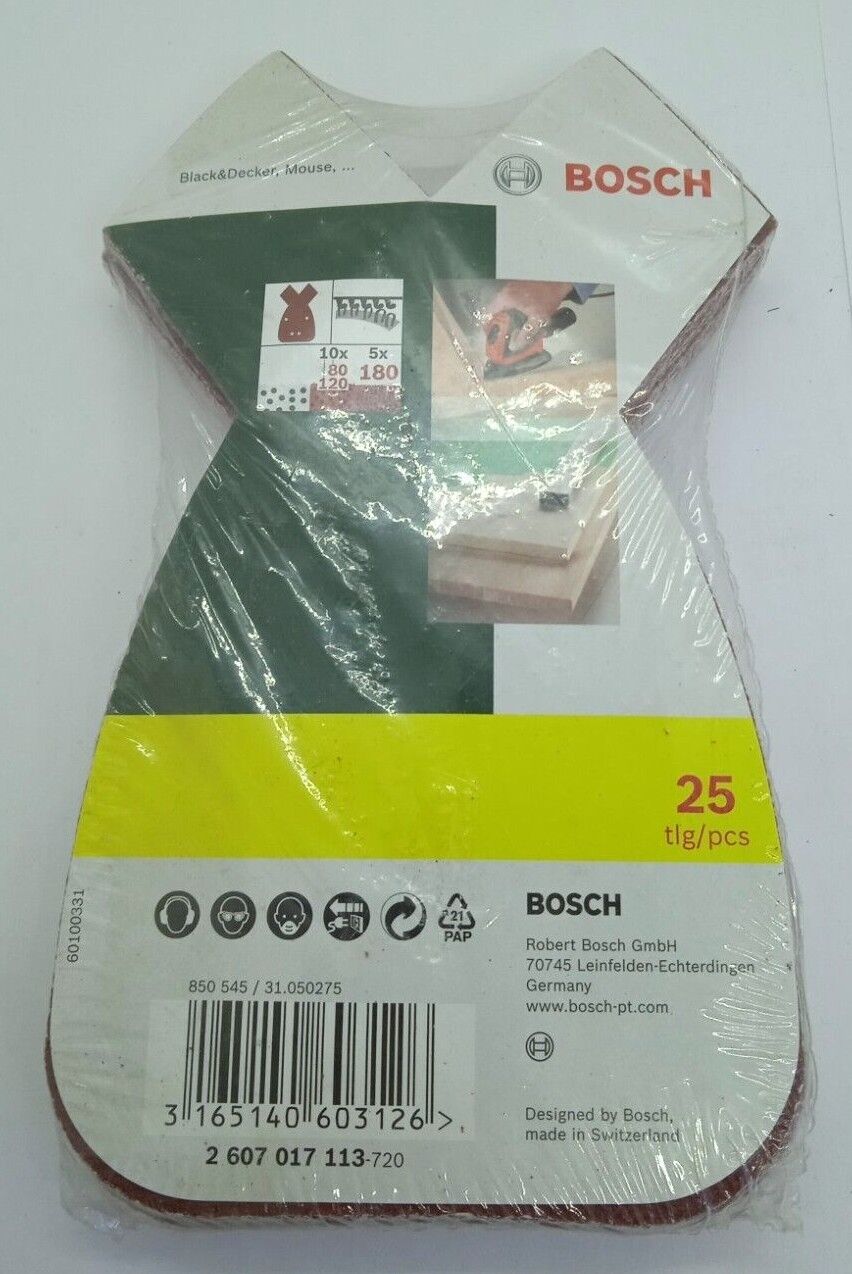 Black&Decker, Mouse, ...
BOSCH
10x 5x
80 180
120
25
tlg/pcs
60100331
21
PAP
BOSCH
Robert Bosch GmbH
70745 Leinfelden-Echterdingen
Germany
www.bosch-pt.com
850 545 / 31.050275
3 165140 603126 >
2 607 017 113-720
Designed by Bosch,
made in Switzerland